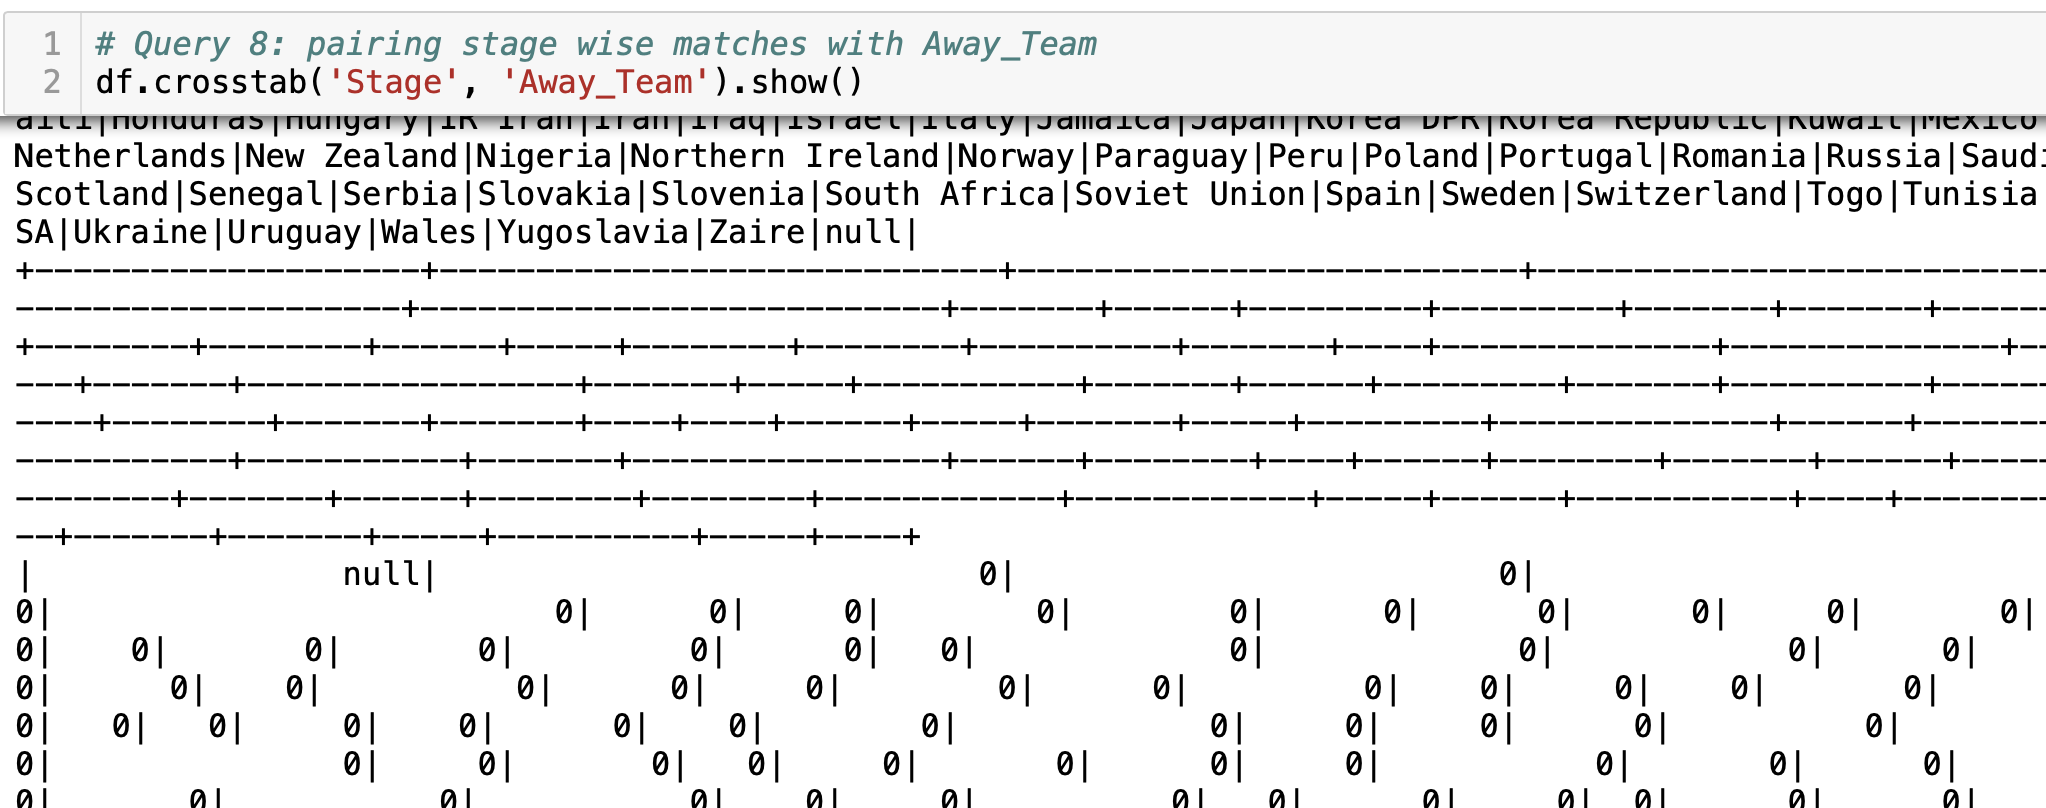 1 # Query 8: pairing stage wise matches with Away_Team
2 df.crosstab('Stage', 'Away_Team').show()
aiti|Honduras|Hungary|IR Iran|Iran|Iraq|Israel|Italy|Jamaica|Japan|Korea DPR|Korea Republic|Kuwait|Mexico
Netherlands|New Zealand|Nigeria|Northern Ireland|Norway|Paraguay|Peru|Poland|Portugal|Romania|Russia|Saudi
Scotland|Senegal|Serbia|Slovakia|Slovenia|South Africa|Soviet Union|Spain|Sweden|Switzerland|Togo|Tunisia
SA|Ukraine|Uruguay|Wales|Yugoslavia|Zaire|null|
+---------------------+-----------------------------+--------------------------+---------------------------
--------------------+---------------------------+-------+------+---------+---------+-------+-------+------
+--------+--------+------+-----+--------+--------+----------+-------+----+--------------+--------------+--
---+-------+-----------------+-------+-----+-----------+-------+------+---------+-------+----------+------
----+--------+-------+-------+----+----+------+-----+-------+-----+---------+--------------+------+-------
-----------+-----------+-------+----------------+------+--------+----+------+--------+-------+------+-----
--------+-------+------+--------+--------+------------+------------+-----+------+-----------+----+--------
--+-------+-------+-----+----------+-----+----+
| null| 0| 0|
0| 0| 0| 0| 0| 0| 0| 0| 0| 0| 0|
0| 0| 0| 0| 0| 0| 0| 0| 0| 0| 0|
0| 0| 0| 0| 0| 0| 0| 0| 0| 0| 0| 0| 0|
0| 0| 0| 0| 0| 0| 0| 0| 0| 0| 0| 0| 0|
0| 0| 0| 0| 0| 0| 0| 0| 0| 0| 0| 0|
0| 0| 0| 0| 0| 0| 0| 0| 0| 0| 0| 0| 0|